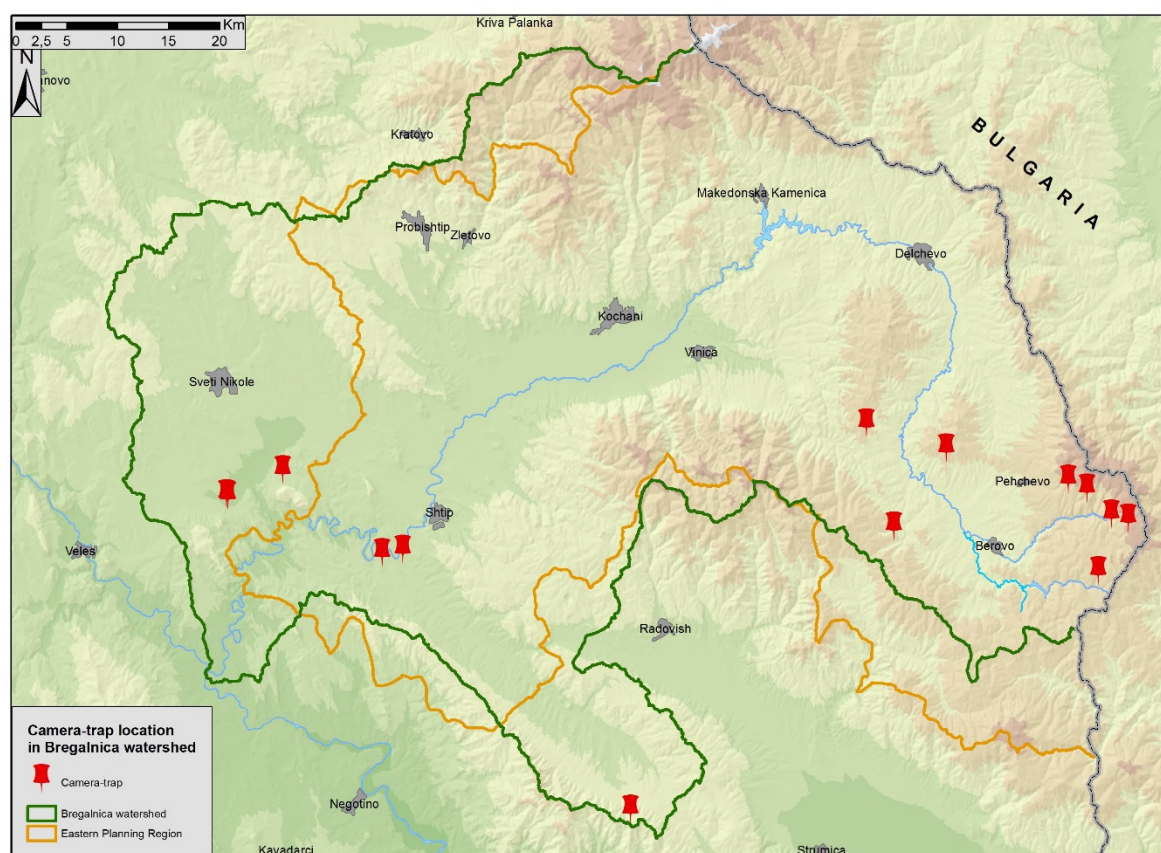 Km
0 2,5 5 10 15 20
N
Kriva Palanka
anovo
Kratovo
BULGARIA
Makedonska Kamenica
Probishtip
Zletovo
Delchevo
Kochani
Vinica
Sveti Nikole
Pehchevo
Shtip
Veles
Berovo
Radovish
Camera-trap location
in Bregalnica watershed
Camera-trap
Bregalnica watershed
Eastern Planning Region
Negotino
Kavadarci
Strumica